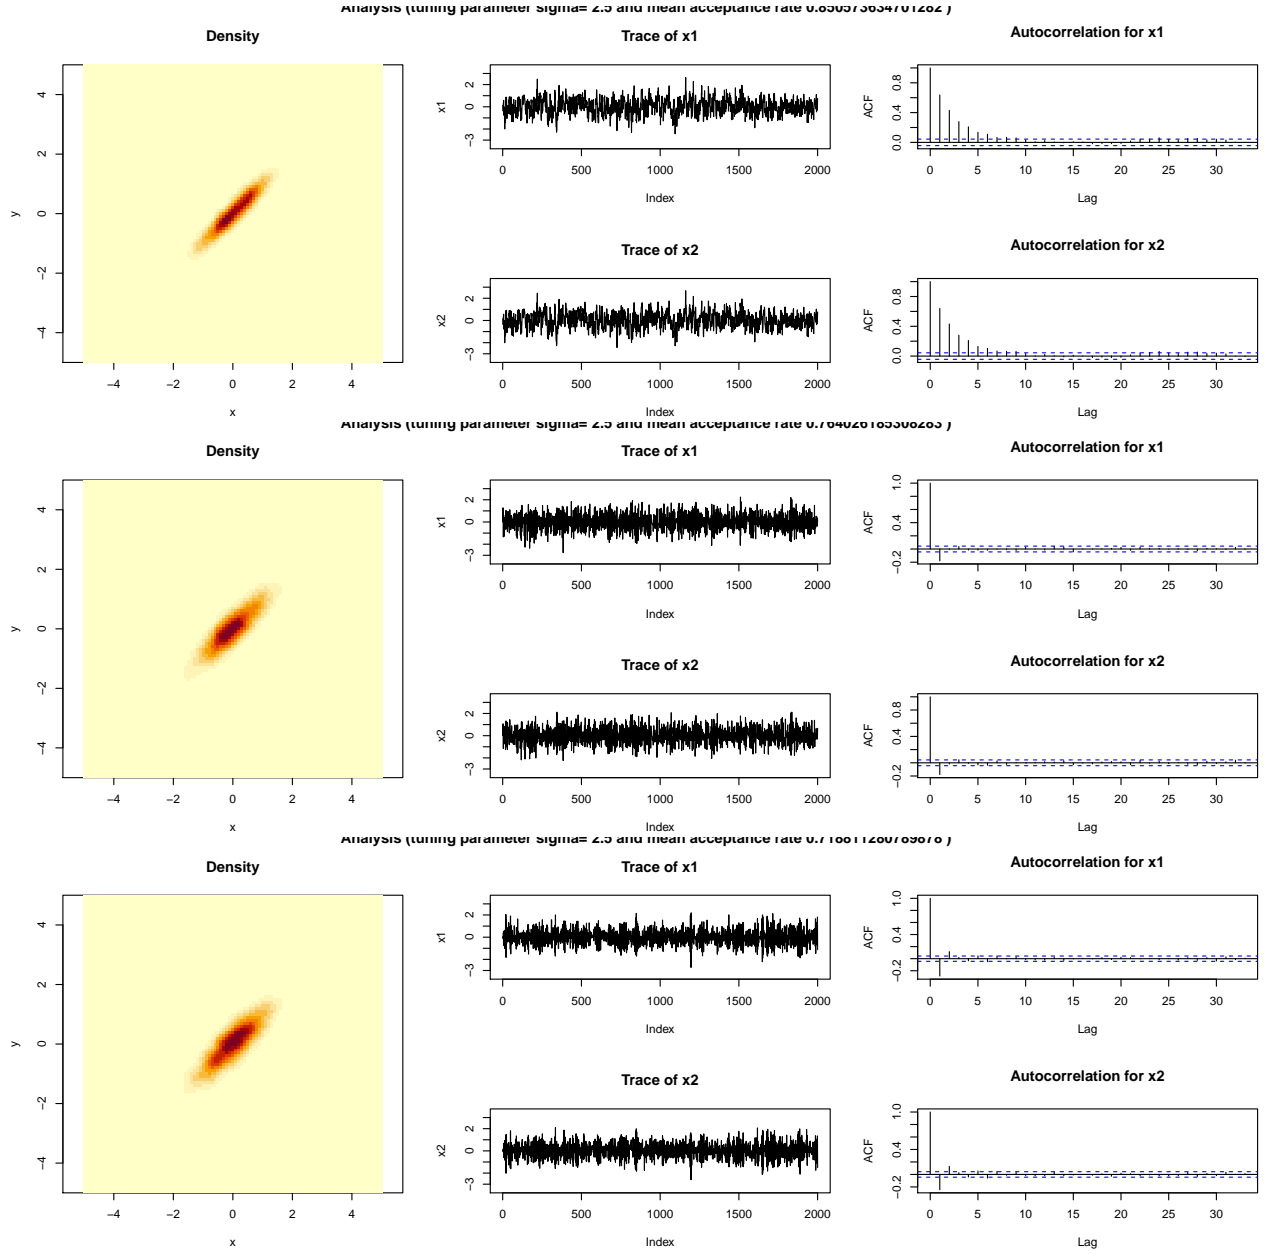 Analysis (tuning parameter sigma= 2.5 and mean acceptance rate 0.850573634701282 )
Density
4
2
0
−2
−4
y
−4 −2 0 2 4
x
Trace of x1
2
0
−3
x1
0 500 1000 1500 2000
Index
Autocorrelation for x1
0.8
0.4
0.0
ACF
0 5 10 15 20 25 30
Lag
Trace of x2
2
0
−3
x2
0 500 1000 1500 2000
Index
Autocorrelation for x2
0.8
0.4
0.0
ACF
0 5 10 15 20 25 30
Lag
Analysis (tuning parameter sigma= 2.5 and mean acceptance rate 0.764026185308283 )
Density
4
2
0
−2
−4
y
−4 −2 0 2 4
x
Trace of x1
2
0
−3
x1
0 500 1000 1500 2000
Index
Autocorrelation for x1
1.0
0.4
−0.2
ACF
0 5 10 15 20 25 30
Lag
Trace of x2
2
0
−3
x2
0 500 1000 1500 2000
Index
Autocorrelation for x2
0.8
0.4
−0.2
ACF
0 5 10 15 20 25 30
Lag
Analysis (tuning parameter sigma= 2.5 and mean acceptance rate 0.718811280789878 )
Density
4
2
0
−2
−4
y
−4 −2 0 2 4
x
Trace of x1
2
0
−3
x1
0 500 1000 1500 2000
Index
Autocorrelation for x1
1.0
0.4
−0.2
ACF
0 5 10 15 20 25 30
Lag
Trace of x2
2
0
−3
x2
0 500 1000 1500 2000
Index
Autocorrelation for x2
1.0
0.4
−0.2
ACF
0 5 10 15 20 25 30
Lag